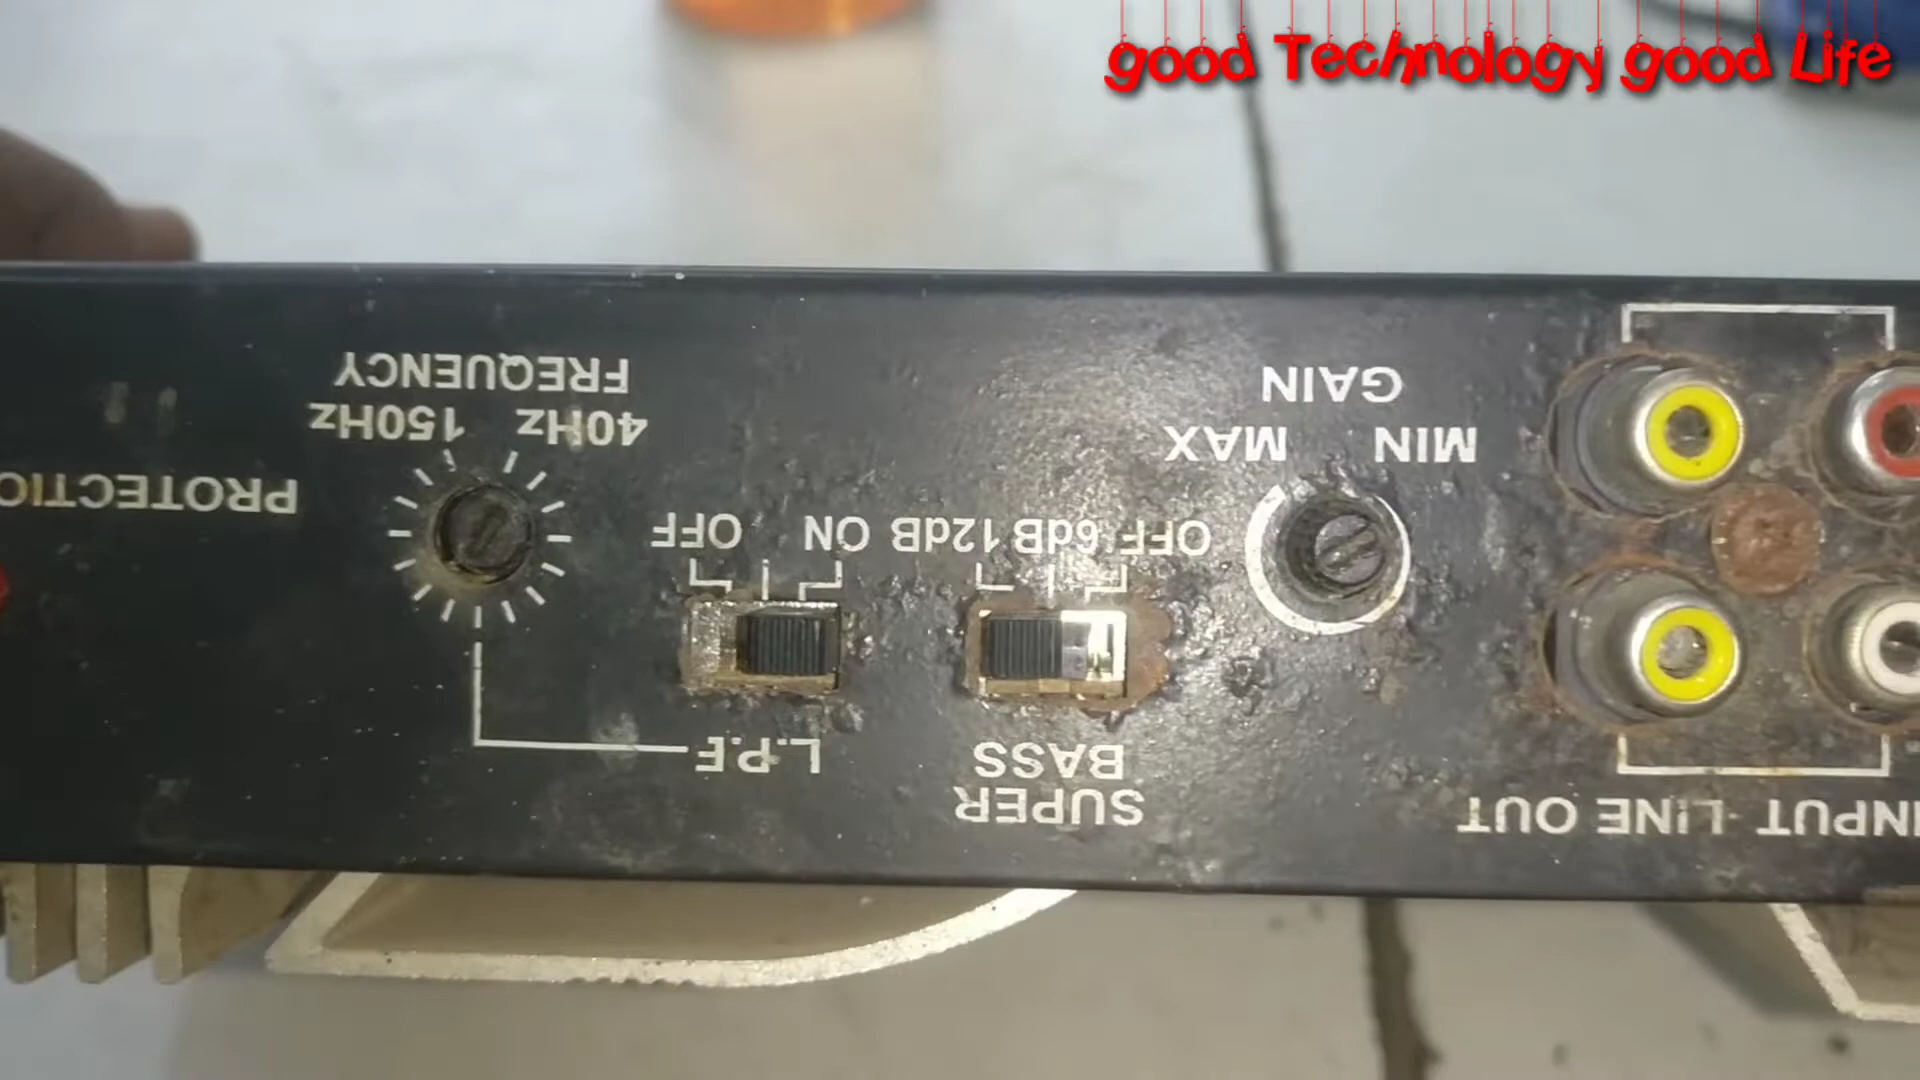 good Technology good Life
FREQUENCY
40Hz 150Hz
GAIN
MIN MAX
PROTECTIO
OFF 6dB 12dB
ON OFF
L.P.F
SUPER
BASS
INPUT LINE OUT